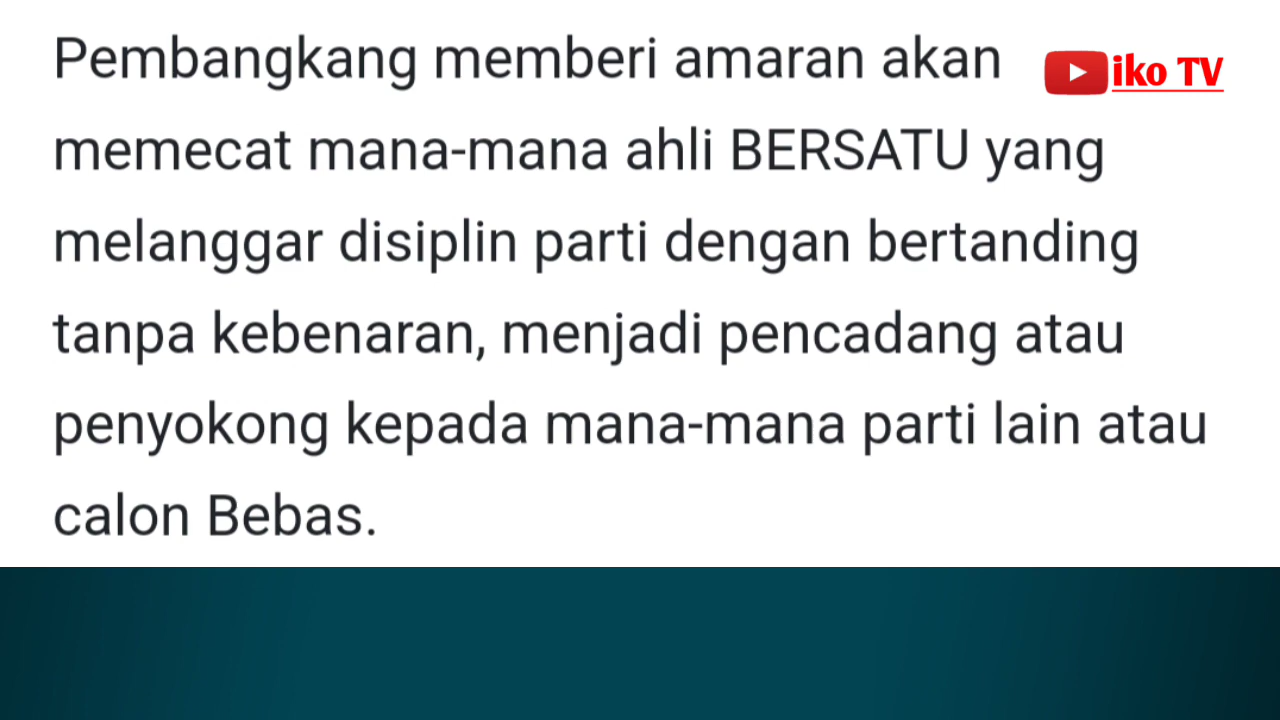 Pembangkang memberi amaran akan
iko TV
memecat mana-mana ahli BERSATU yang
melanggar disiplin parti dengan bertanding
tanpa kebenaran, menjadi pencadang atau
penyokong kepada mana-mana parti lain atau
calon Bebas.